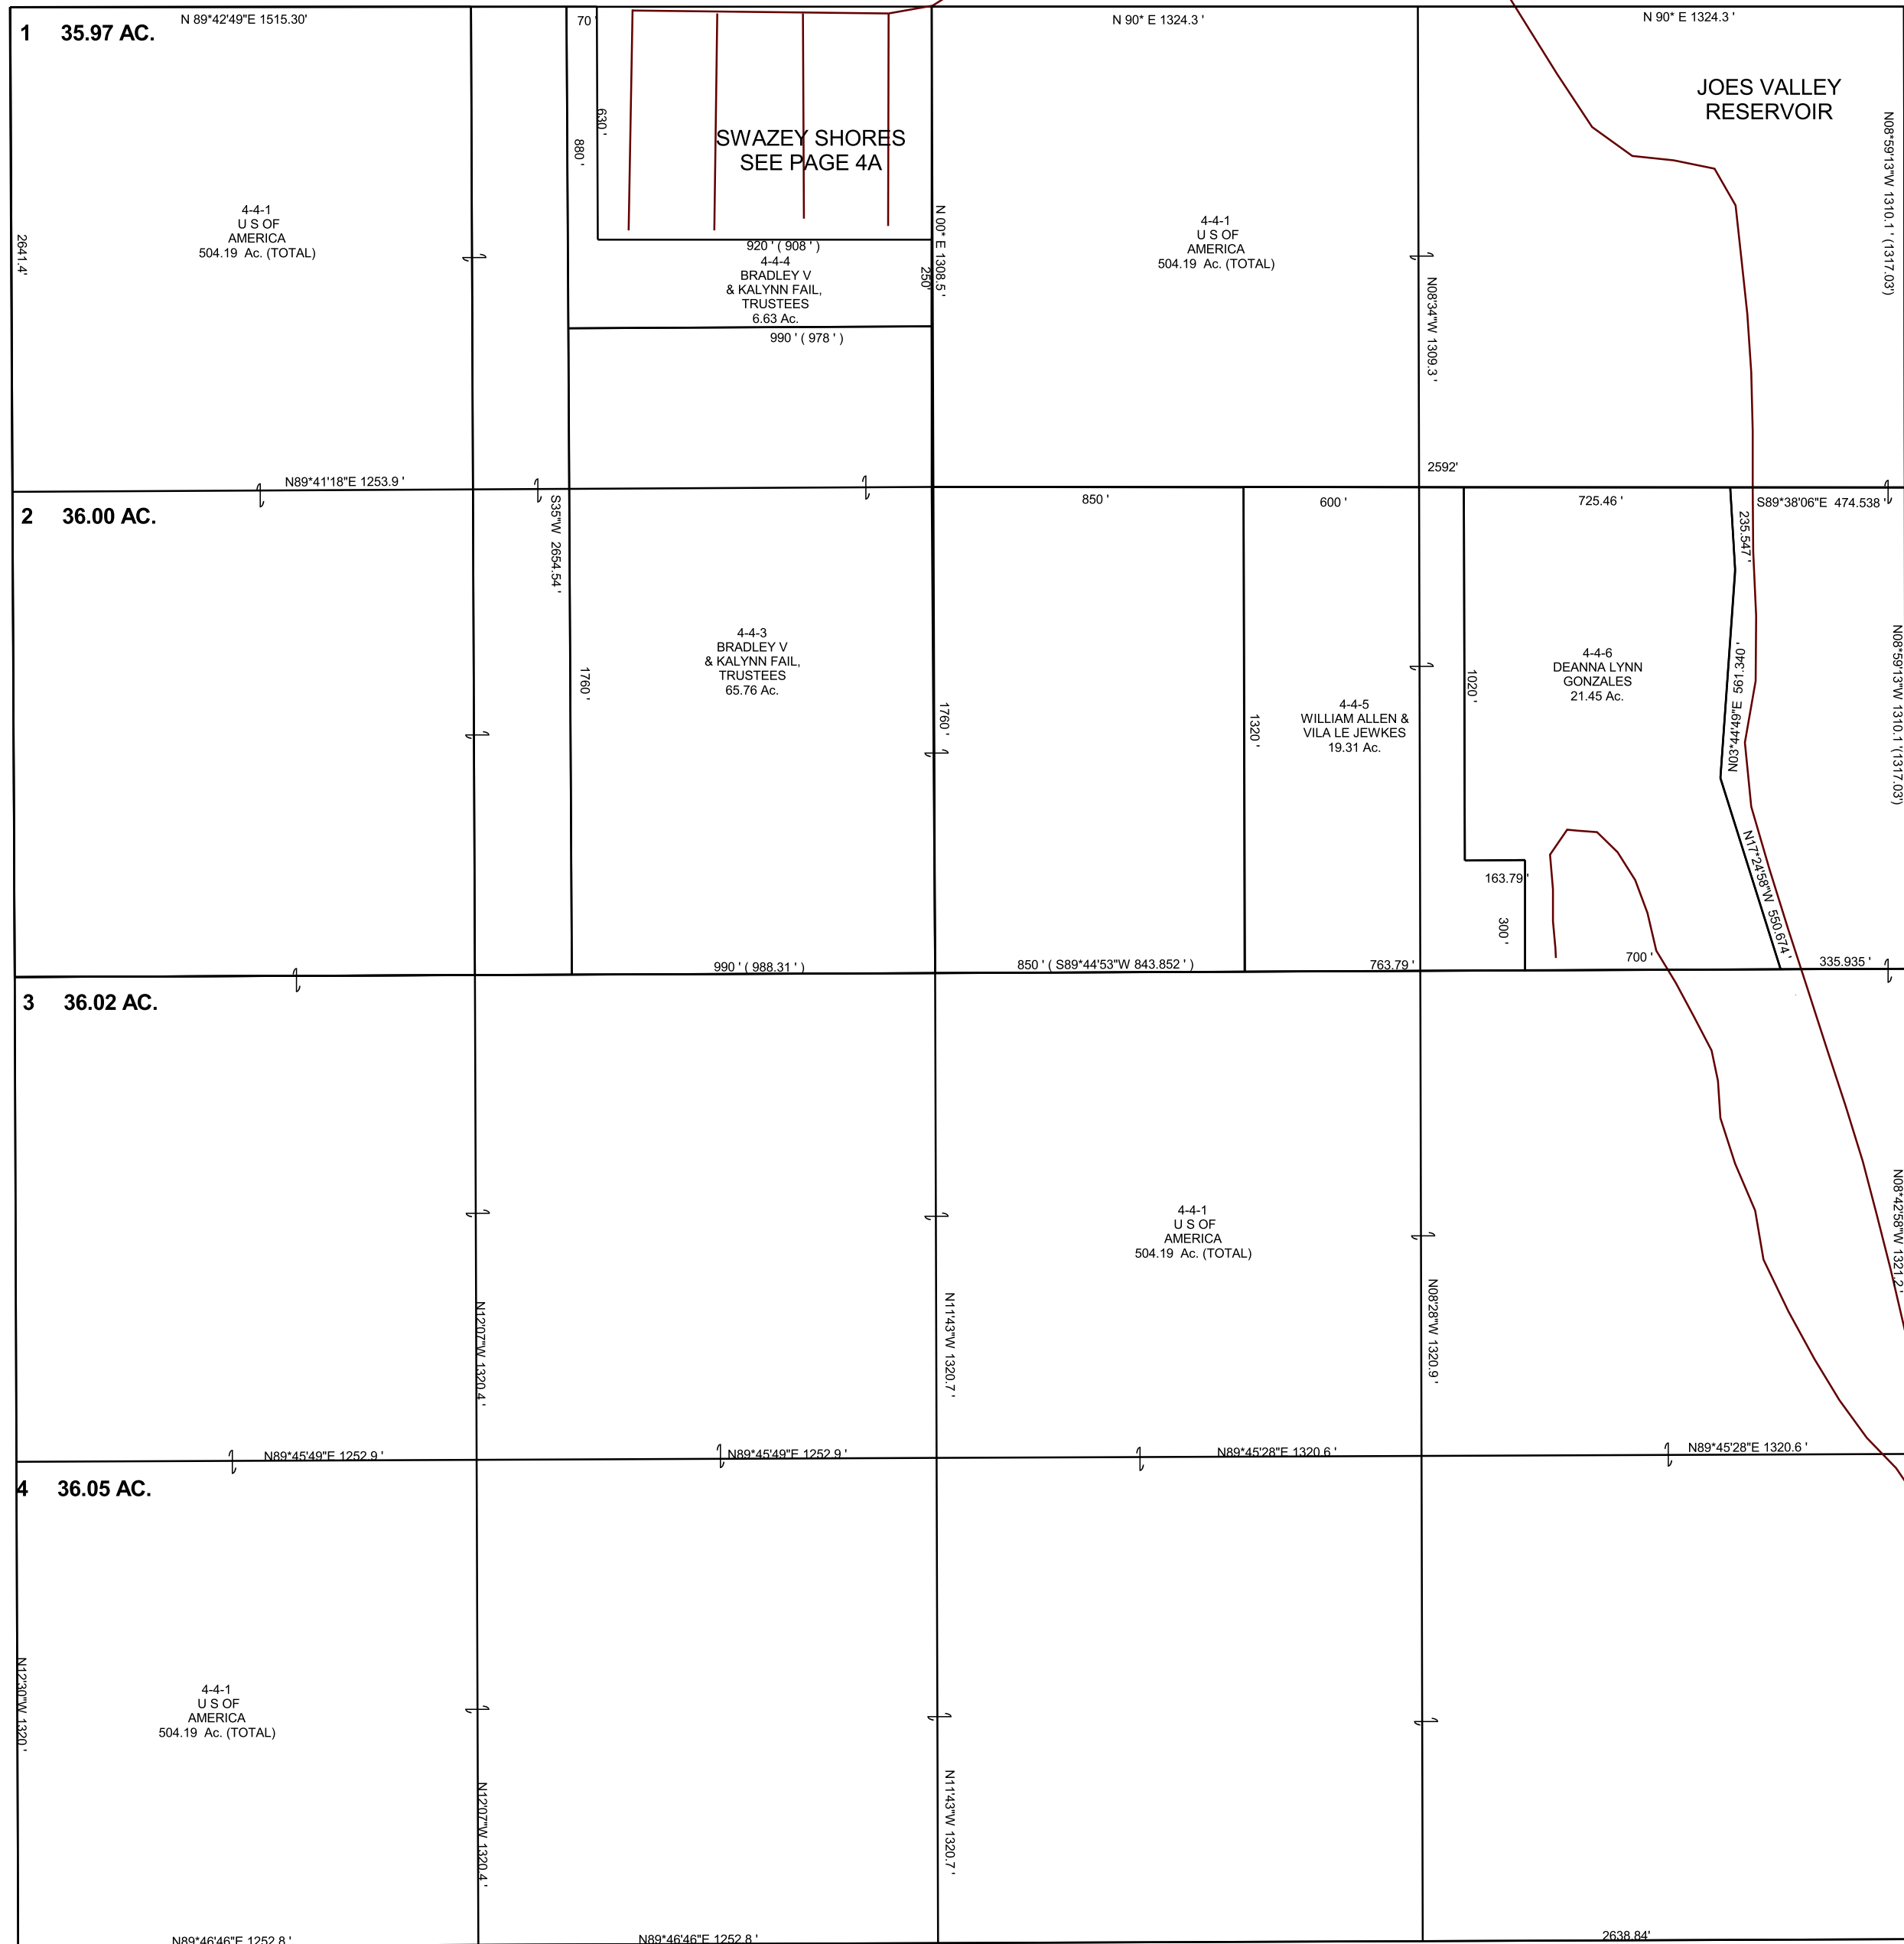 N 89*42'49"E 1515.30'
70 '
N 90* E 1324.3 '
N 90* E 1324.3 '
1 35.97 AC.
JOES VALLEY
RESERVOIR
630 '
880 '
SWAZEY SHORES
SEE PAGE 4A
N08*59'13"W 1310.1 ' (1317.03')
4-4-1
U S OF
AMERICA
504.19 Ac. (TOTAL)
2641.4'
N 00* E 1308.5 '
4-4-1
U S OF
AMERICA
504.19 Ac. (TOTAL)
920 ' ( 908 ' )
4-4-4
BRADLEY V
& KALYNN FAIL,
TRUSTEES
6.63 Ac.
250'
N08'34"W 1309.3 '
990 ' ( 978 ' )
2592'
N89*41'18"E 1253.9 '
2 36.00 AC.
S35"W 2654.54 '
850 '
600 '
725.46 '
S89*38'06"E 474.538 '
235.547 '
4-4-3
BRADLEY V
& KALYNN FAIL,
TRUSTEES
65.76 Ac.
1760 '
1760 '
1320 '
4-4-5
WILLIAM ALLEN &
VILA LE JEWKES
19.31 Ac.
1020 '
4-4-6
DEANNA LYNN
GONZALES
21.45 Ac.
N03*44'49"E 561.340 '
N08*59'13"W 1310.1 '(1317.03')
N17*24'58"W 550.674 '
163.79 '
300 '
990 ' ( 988.31 ' )
850 ' ( S89*44'53"W 843.852 ' )
763.79 '
700 '
335.935 '
3 36.02 AC.
4-4-1
U S OF
AMERICA
504.19 Ac. (TOTAL)
N08*42'58"W 1321.2 '
N12'07"W 1320.4 '
N11'43"W 1320.7 '
N08'28"W 1320.9 '
N89*45'49"E 1252.9 '
N89*45'49"E 1252.9 '
N89*45'28"E 1320.6 '
N89*45'28"E 1320.6 '
4 36.05 AC.
N12'30"W 1320 '
4-4-1
U S OF
AMERICA
504.19 Ac. (TOTAL)
N12'07"W 1320.4 '
N11'43"W 1320.7 '
N89*46'46"E 1252.8 '
N89*46'46"E 1252.8 '
2638.84'